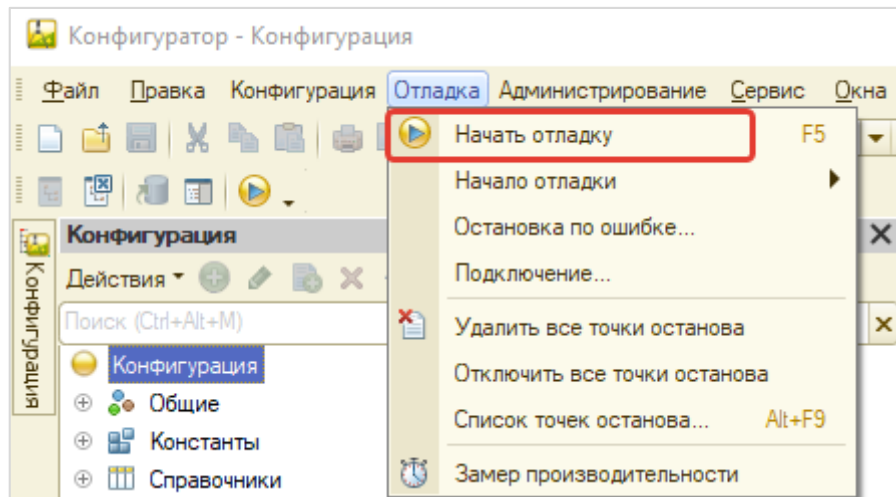 Конфигуратор - Конфигурация
Файл Правка Конфигурация Отладка Администрирование Сервис Окна
Начать отладку F5
Начало отладки
Конфигурация
Остановка по ошибке...
Действия
Подключение...
Поиск (Ctrl+Alt+M)
Удалить все точки останова
Конфигурация
Отключить все точки останова
Общие
Список точек останова... Alt+F9
Константы
Справочники
Замер производительности
Конфигурация